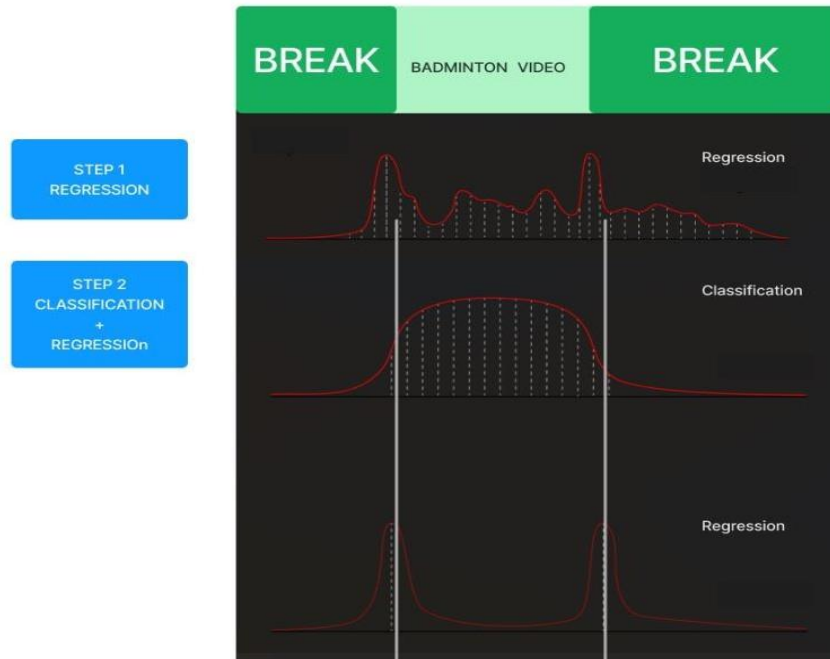 BREAK
BADMINTON VIDEO
BREAK
STEP 1
REGRESSION
Regression
STEP 2
CLASSIFICATION
+
REGRESSIOn
Classification
Regression